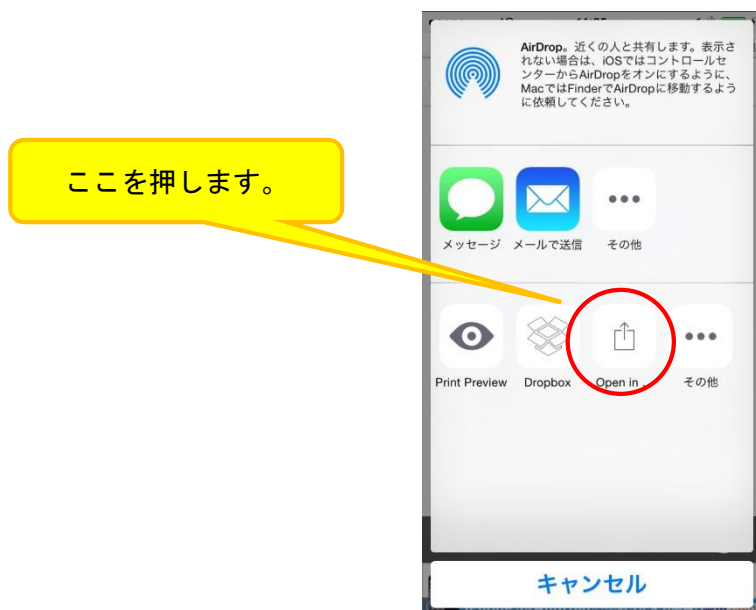 AirDrop。近くの人と共有します。表示さ
れない場合は、iOSではコントロールセ
ンターからAirDropをオンにするように、
MacではFinderでAirDropに移動するよう
に依頼してください。
ここを押します。
メッセージ メールで送信 その他
Print Preview Dropbox Open in その他
キャンセル